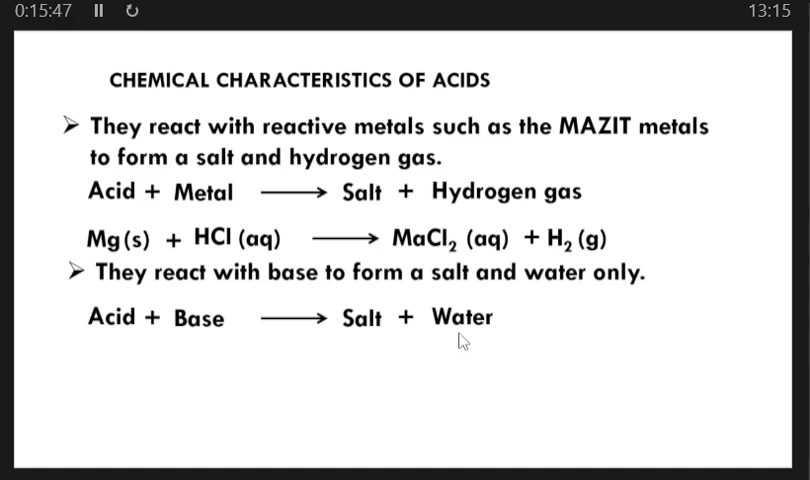 0:15:47 13:15
CHEMICAL CHARACTERISTICS OF ACIDS
➢ They react with reactive metals such as the MAZIT metals
to form a salt and hydrogen gas.
Acid + Metal ⟶ Salt + Hydrogen gas
Mg(s) + HCl (aq) ⟶ MaCl₂ (aq) + H₂ (g)
➢ They react with base to form a salt and water only.
Acid + Base ⟶ Salt + Water